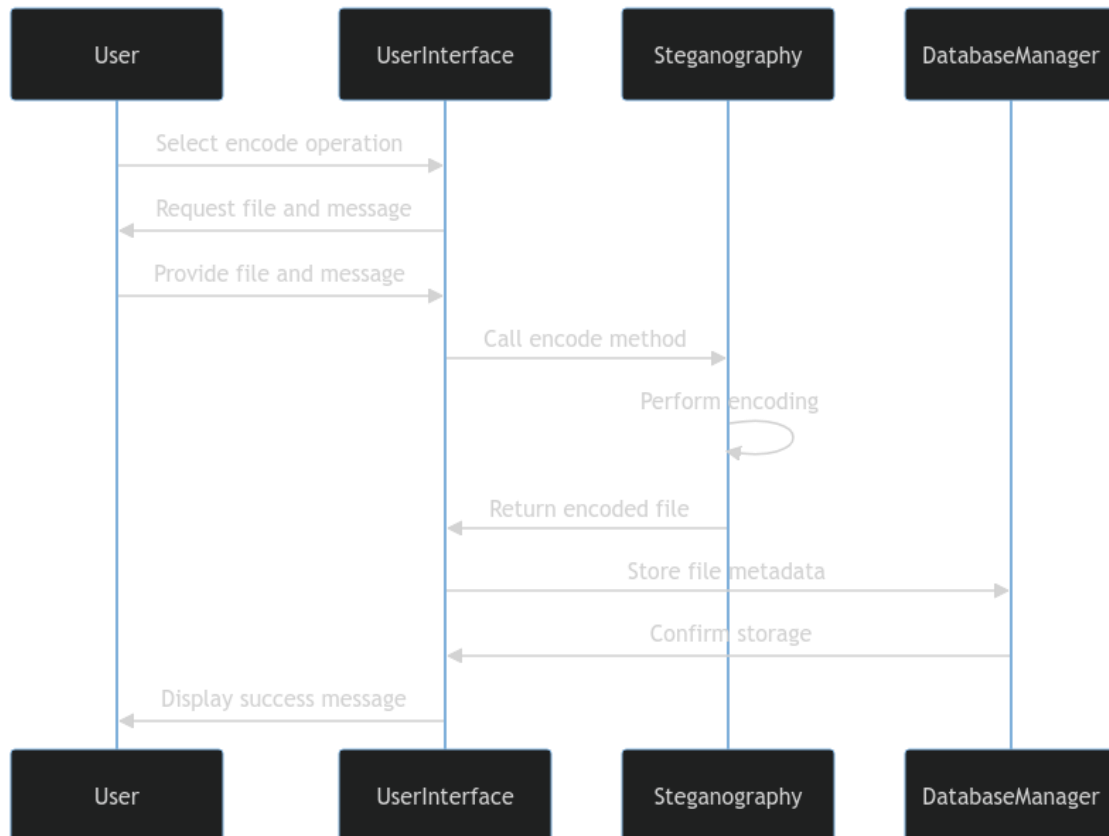 User
UserInterface
Steganography
DatabaseManager
Select encode operation
Request file and message
Provide file and message
Call encode method
Perform encoding
Return encoded file
Store file metadata
Confirm storage
Display success message
User
UserInterface
Steganography
DatabaseManager